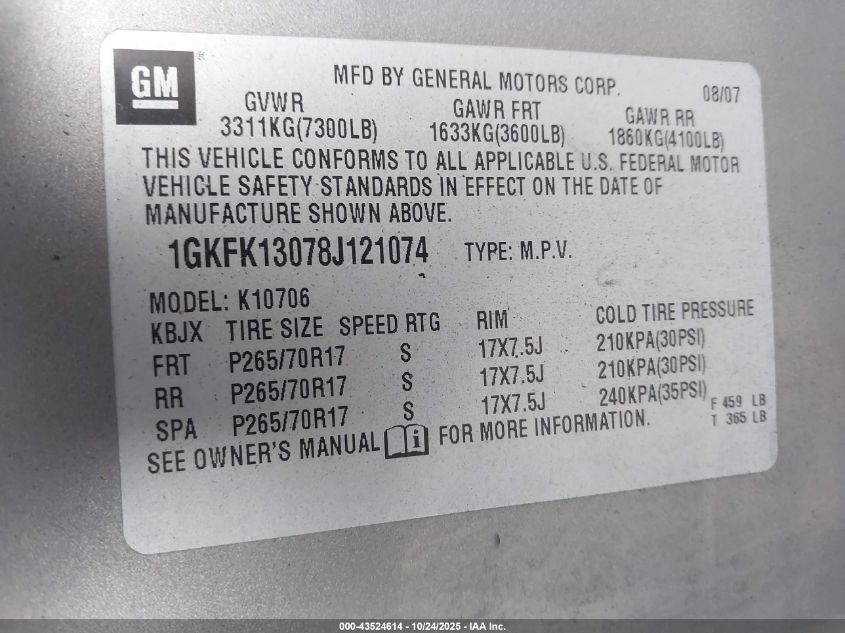 GM®
MFD BY GENERAL MOTORS CORP. 08/07
GVWR GAWR FRT GAWR RR
3311KG(7300LB) 1633KG(3600LB) 1860KG(4100LB)
THIS VEHICLE CONFORMS TO ALL APPLICABLE U.S. FEDERAL MOTOR
VEHICLE SAFETY STANDARDS IN EFFECT ON THE DATE OF
MANUFACTURE SHOWN ABOVE.
1GKFK13078J121074 TYPE: M.P.V.
MODEL: K10706
KBJX TIRE SIZE SPEED RTG RIM COLD TIRE PRESSURE
FRT P265/70R17 S 17X7.5J 210KPA(30PSI)
RR P265/70R17 S 17X7.5J 210KPA(30PSI)
SPA P265/70R17 S 17X7.5J 240KPA(35PSI)
F 459 LB
T 365 LB
SEE OWNER'S MANUAL i FOR MORE INFORMATION.
000-43524614 - 10/24/2025 - IAA Inc.